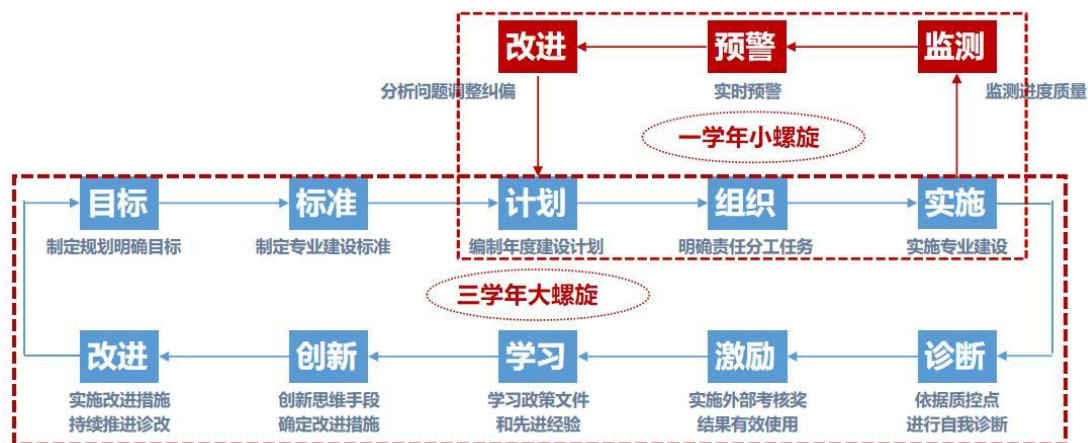 改进
预警
监测
分析问题调整纠偏
实时预警
监测进度质量
一学年小螺旋
目标
标准
计划
组织
实施
制定规划明确目标
制定专业建设标准
编制年度建设计划
明确责任分工任务
实施专业建设
三学年大螺旋
改进
创新
学习
激励
诊断
实施改进措施
持续推进诊改
创新思维手段
确定改进措施
学习政策文件
和先进经验
实施外部考核奖
结果有效使用
依据质控点
进行自我诊断